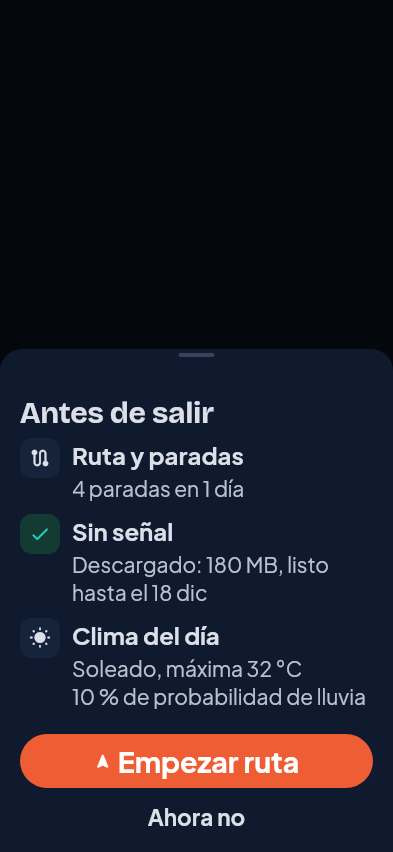 Antes de salir
Ruta y paradas
4 paradas en 1 día
Sin señal
Descargado: 180 MB, listo
hasta el 18 dic
Clima del día
Soleado, máxima 32 °C
10 % de probabilidad de lluvia
Empezar ruta
Ahora no